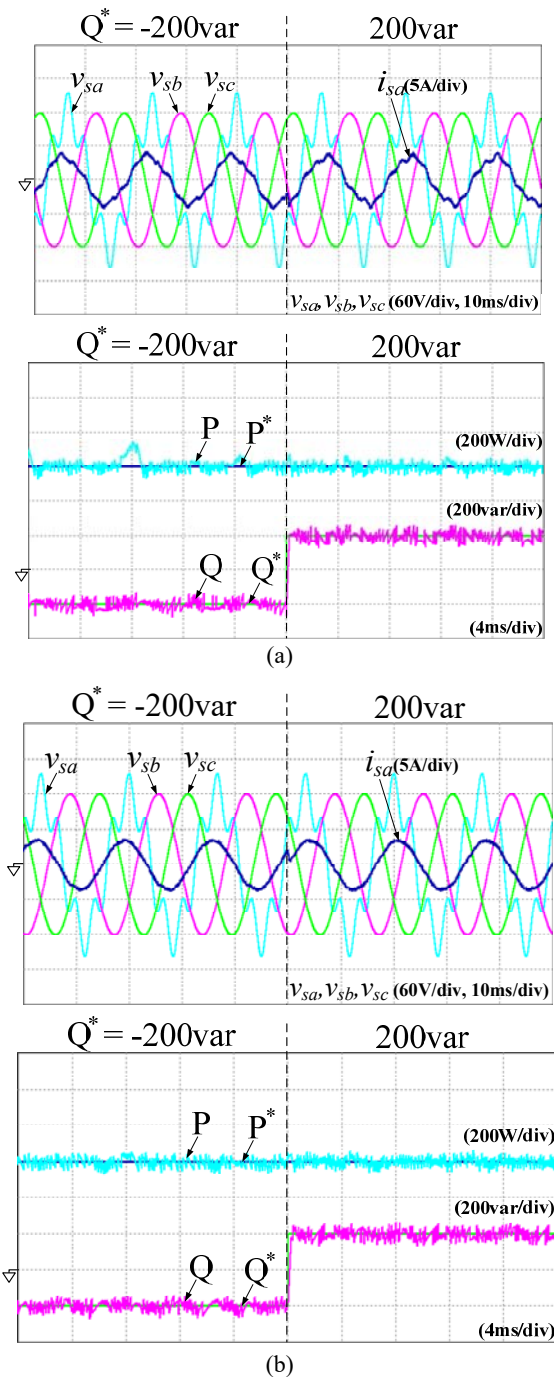 Q* = -200var 200var
vsa vsb vsc isa(5A/div)
vsa, vsb, vsc (60V/div, 10ms/div)
Q* = -200var 200var
P P*
(200W/div)
(200var/div)
Q Q*
(4ms/div)
(a)
Q* = -200var 200var
vsa vsb vsc isa(5A/div)
vsa, vsb, vsc (60V/div, 10ms/div)
Q* = -200var 200var
P P*
(200W/div)
(200var/div)
Q Q*
(4ms/div)
(b)